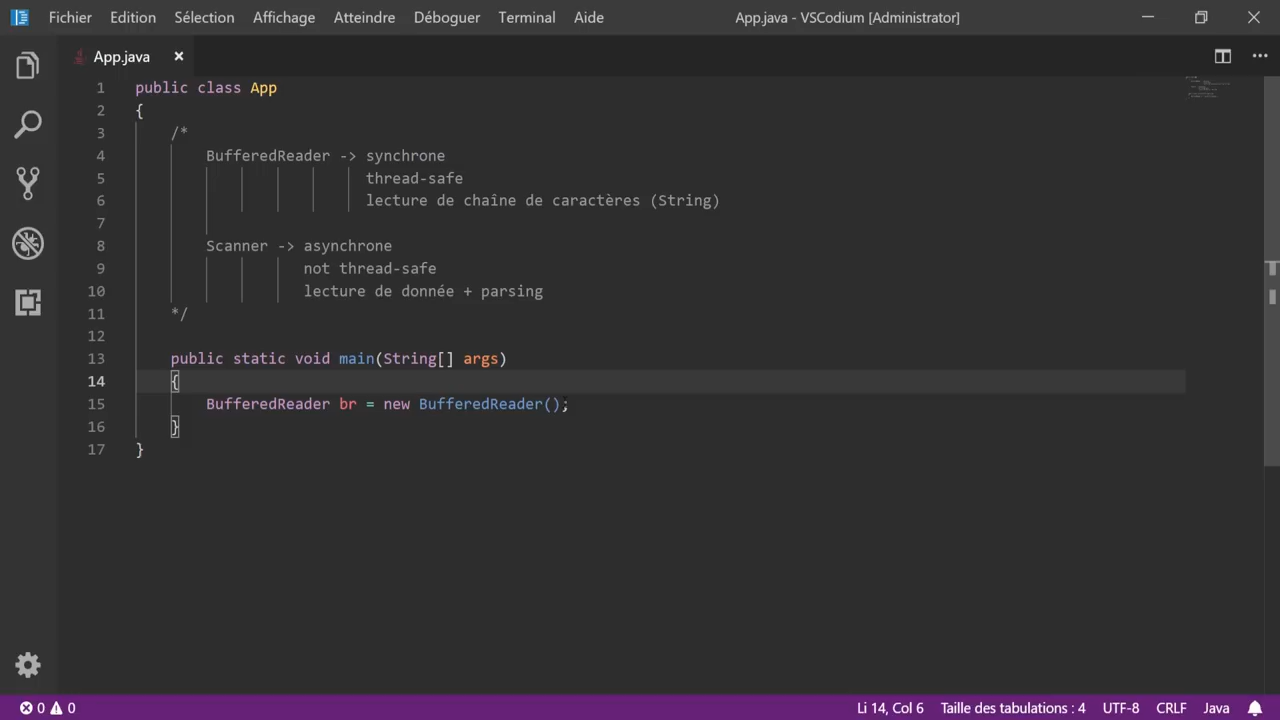 Fichier Edition Sélection Affichage Atteindre Déboguer Terminal Aide App.java - VSCodium [Administrator]
App.java
1 public class App
2 {
3 /*
4 BufferedReader -> synchrone
5 thread-safe
6 lecture de chaîne de caractères (String)
7
8 Scanner -> asynchrone
9 not thread-safe
10 lecture de donnée + parsing
11 */
12
13 public static void main(String[] args)
14 {
15 BufferedReader br = new BufferedReader();
16 }
17 }
0 0 Li 14, Col 6 Taille des tabulations : 4 UTF-8 CRLF Java